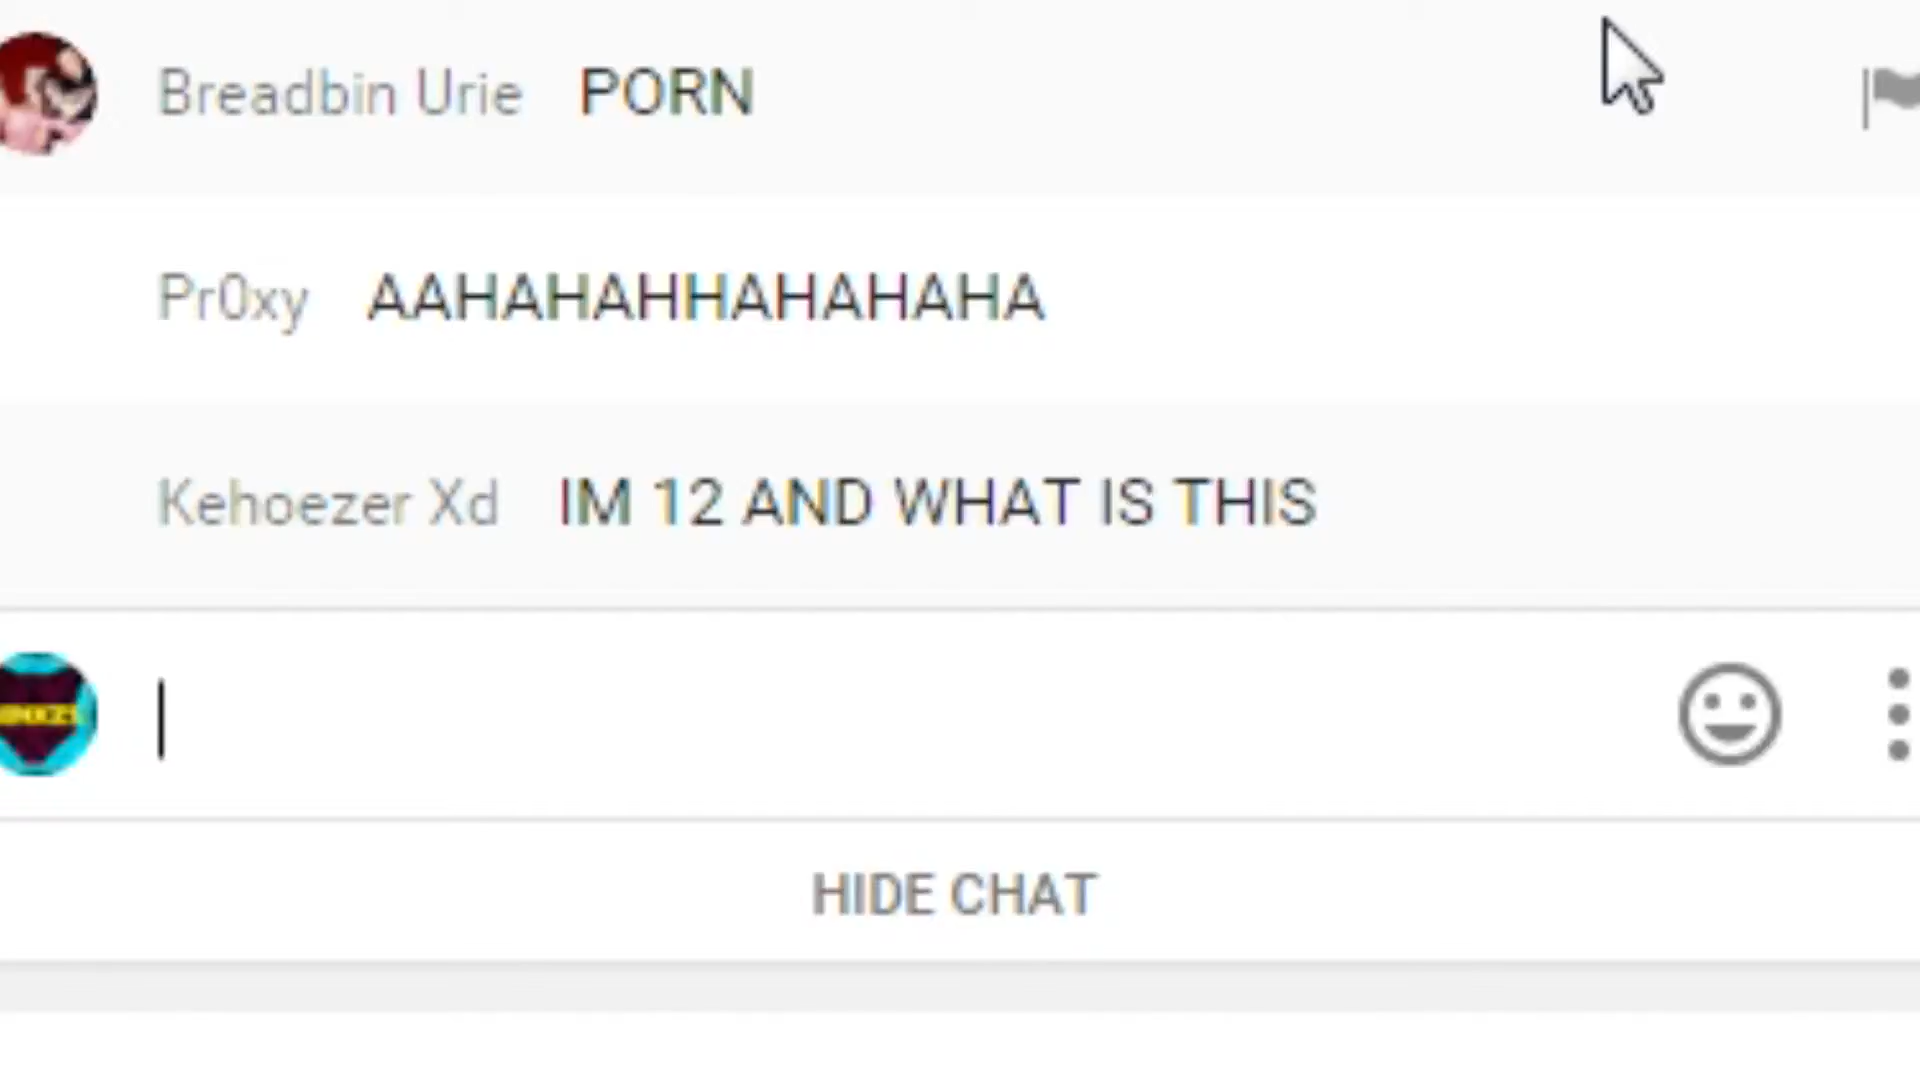 Breadbin Urie PORN
Pr0xy AAHAHAHHAHAHAHA
Kehoezer Xd IM 12 AND WHAT IS THIS
HIDE CHAT